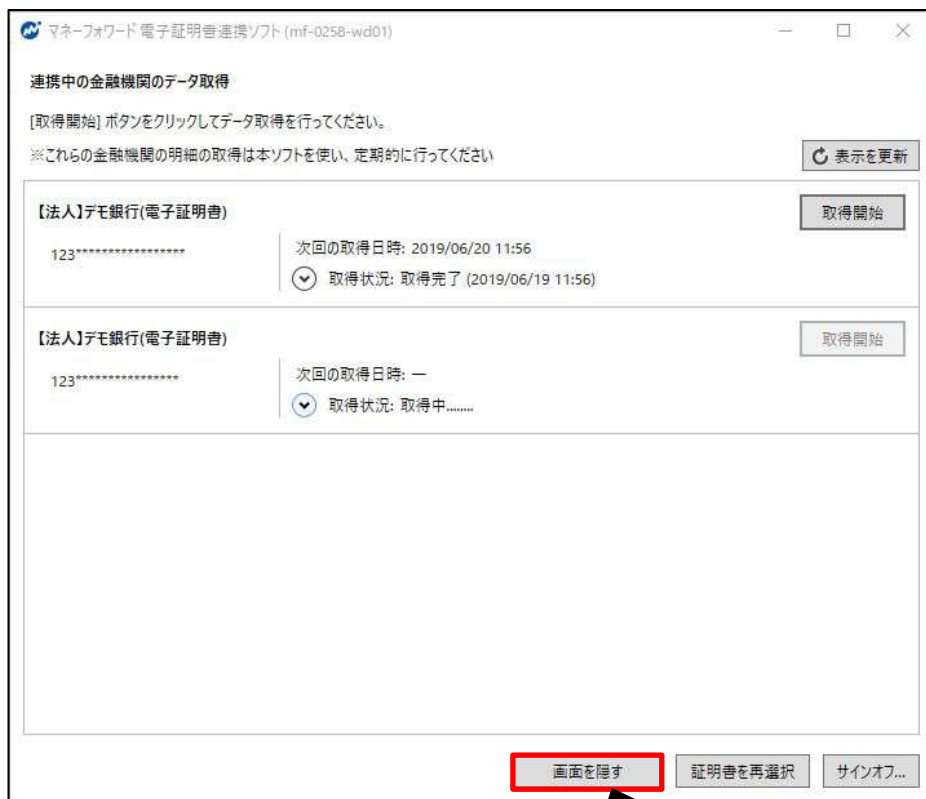 マネーフォワード 電子証明書連携ソフト (mf-0258-wd01)
連携中の金融機関のデータ取得
[取得開始] ボタンをクリックしてデータ取得を行ってください。
※これらの金融機関の明細の取得は本ソフトを使い、定期的に行ってください
表示を更新
【法人】デモ銀行(電子証明書)
取得開始
123*****************
次回の取得日時: 2019/06/20 11:56
取得状況: 取得完了 (2019/06/19 11:56)
【法人】デモ銀行(電子証明書)
取得開始
123****************
次回の取得日時: ー
取得状況: 取得中........
画面を隠す
証明書を再選択
サインオフ...